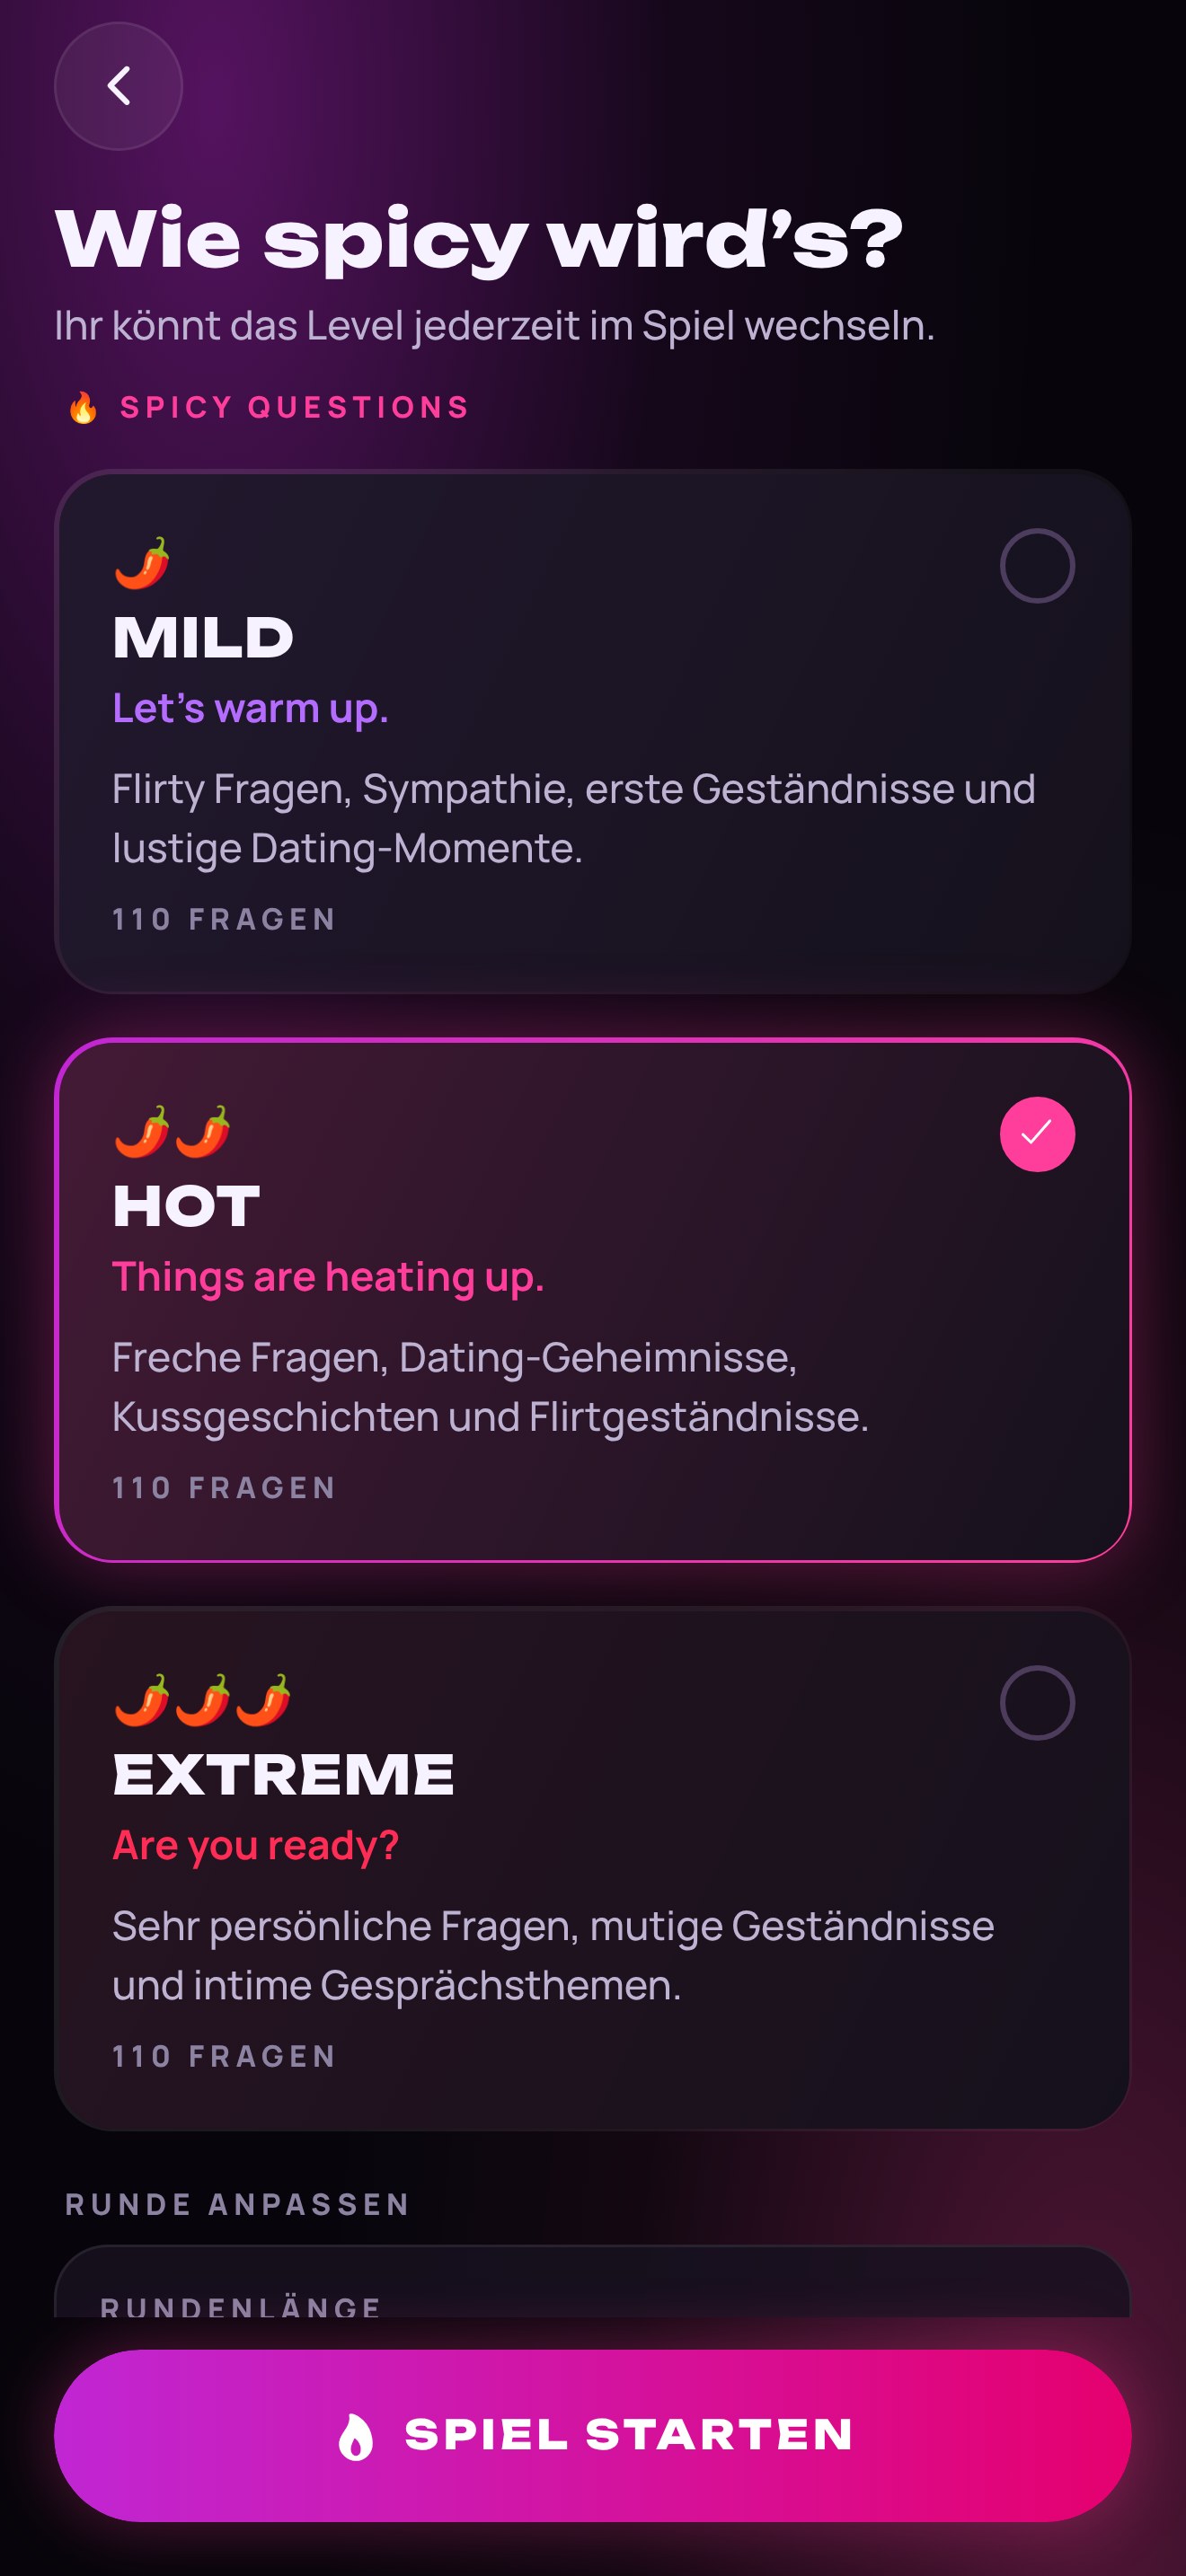 Wie spicy wird’s?
Ihr könnt das Level jederzeit im Spiel wechseln.
🔥 SPICY QUESTIONS
MILD
Let’s warm up.
Flirty Fragen, Sympathie, erste Geständnisse und
lustige Dating-Momente.
110 FRAGEN
HOT
Things are heating up.
Freche Fragen, Dating-Geheimnisse,
Kussgeschichten und Flirtgeständnisse.
110 FRAGEN
EXTREME
Are you ready?
Sehr persönliche Fragen, mutige Geständnisse
und intime Gesprächsthemen.
110 FRAGEN
RUNDE ANPASSEN
RUNDENLÄNGE
SPIEL STARTEN